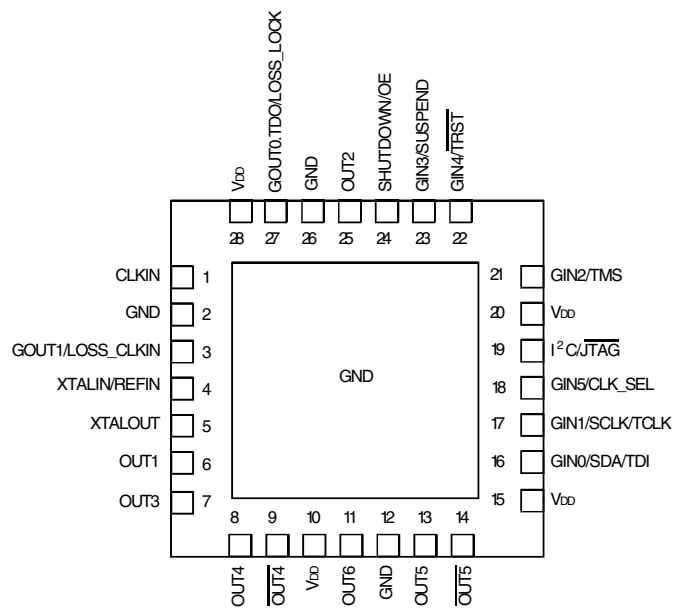 VDD
GOUT0.TDO/LOSS_LOCK
GND
OUT2
SHUTDOWN/OE
GIN3/SUSPEND
GIN4/TRST
28
27
26
25
24
23
22
CLKIN 1
GND 2
GOUT1/LOSS_CLKIN 3
XTALIN/REFIN 4
XTALOUT 5
OUT1 6
OUT3 7
GND
21 GIN2/TMS
20 VDD
19 I²C/JTAG
18 GIN5/CLK_SEL
17 GIN1/SCLK/TCLK
16 GIN0/SDA/TDI
15 VDD
8
9
10
11
12
13
14
OUT4
OUT4
VDD
OUT6
GND
OUT5
OUT5